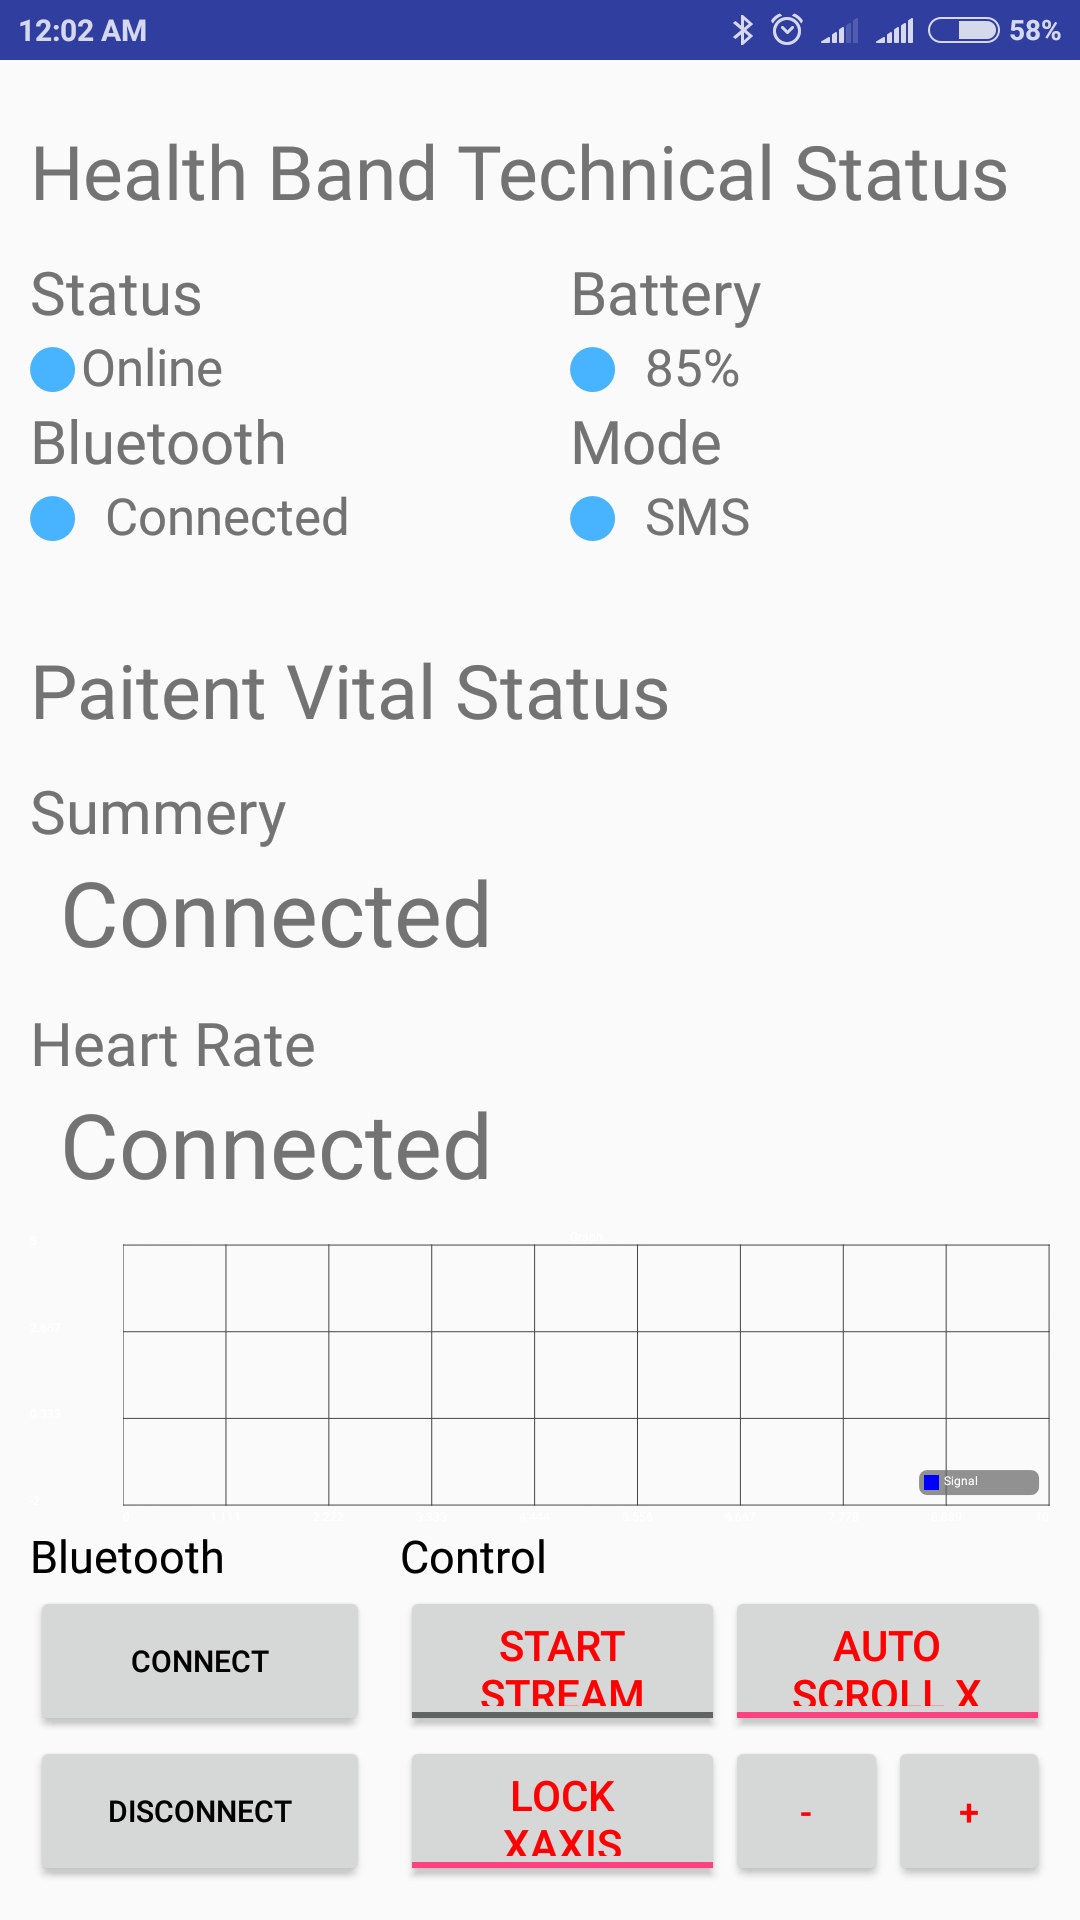 12:02 AM 58%
Health Band Technical Status
Status Battery
Online 85%
Bluetooth Mode
Connected SMS
Paitent Vital Status
Summery
Connected
Heart Rate
Connected
Signal
Bluetooth Control
CONNECT
START
STREAM
AUTO
SCROLL X
DISCONNECT
LOCK
XAXIS
- +